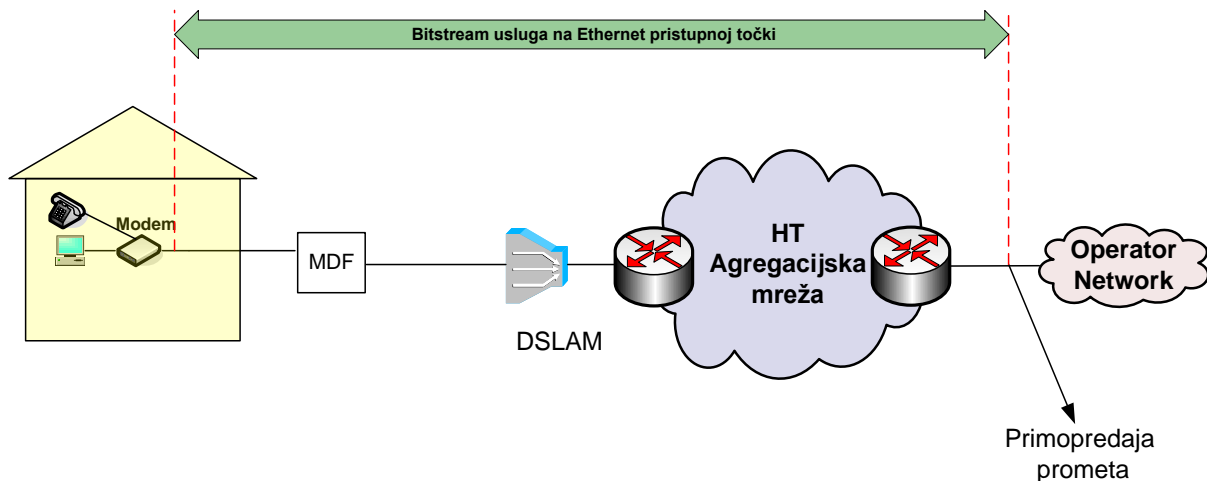 Bitstream usluga na Ethernet pristupnoj točki
Modem
MDF
DSLAM
HT
Agregacijska
mreža
Operator
Network
Primopredaja
prometa